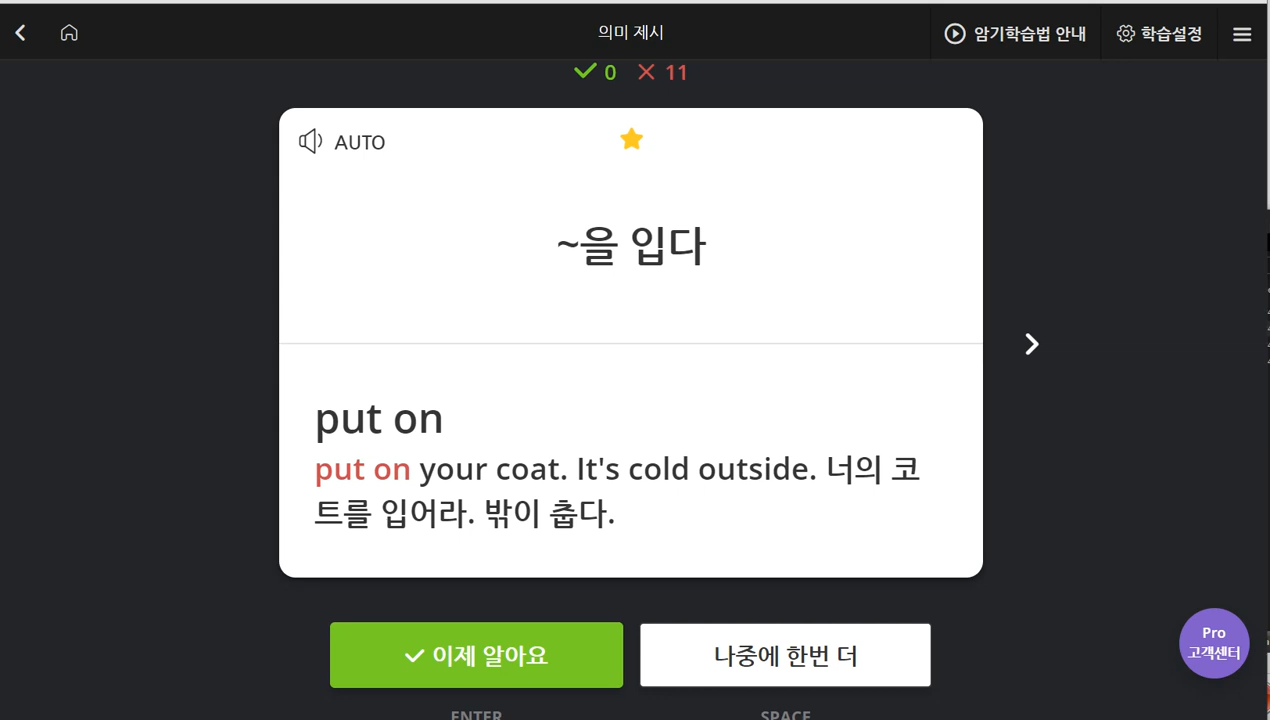 의미 제시
암기학습법 안내
학습설정
0 11
AUTO
~을 입다
put on
put on your coat. It's cold outside. 너의 코
트를 입어라. 밖이 춥다.
이제 알아요
나중에 한번 더
Pro
고객센터
ENTER
SPACE